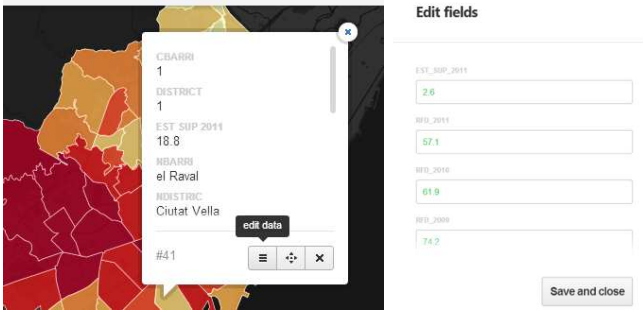 CBARRI
1
DISTRICT
1
EST SUP 2011
18.8
NBARRI
el Raval
NDISTRIC
Ciutat Vella
edit data
#41
Edit fields
EST_SUP_2011
2.6
RFD_2011
57.1
RFD_2010
61.9
RFD_2009
74.2
Save and close